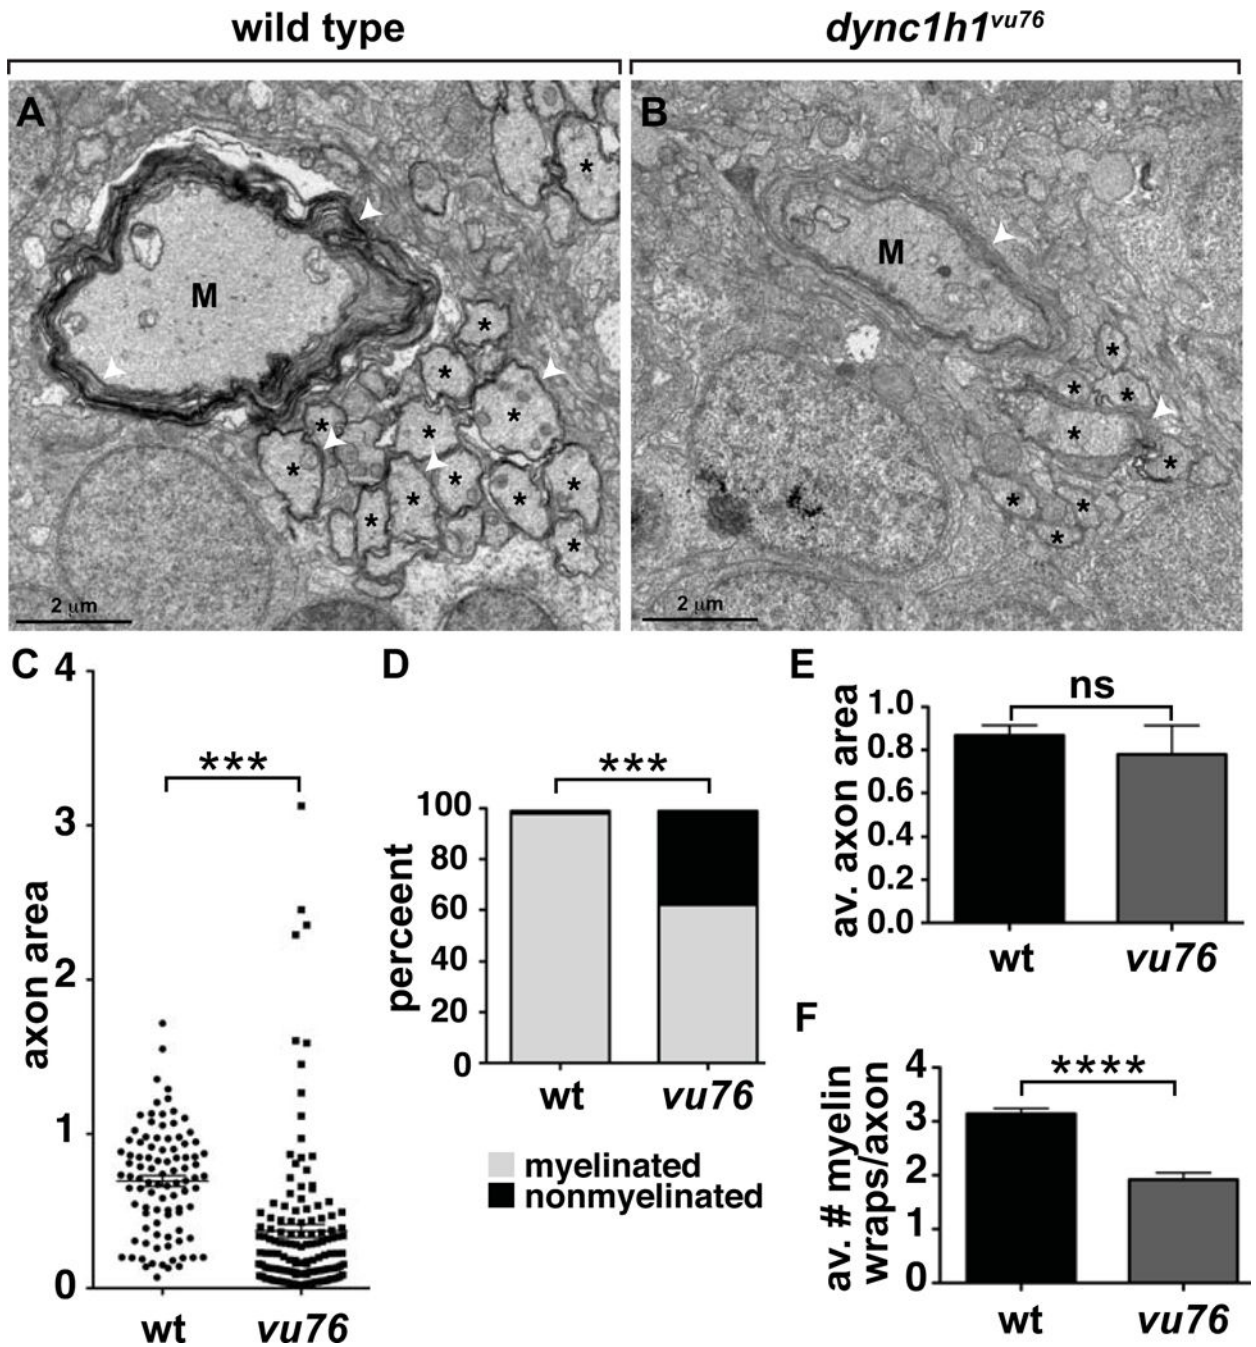 wild type
dync1h1vu76
A
M
*
*
*
*
*
*
*
*
*
*
*
*
*
2 μm
B
M
*
*
*
*
*
*
*
*
2 μm
C
axon area
4
3
2
1
0
***
wt
vu76
D
perceent
100
80
60
40
20
0
***
wt
vu76
myelinated
nonmyelinated
E
av. axon area
1.0
0.8
0.6
0.4
0.2
0.0
ns
wt
vu76
F
av. # myelin
wraps/axon
4
3
2
1
0
****
wt
vu76